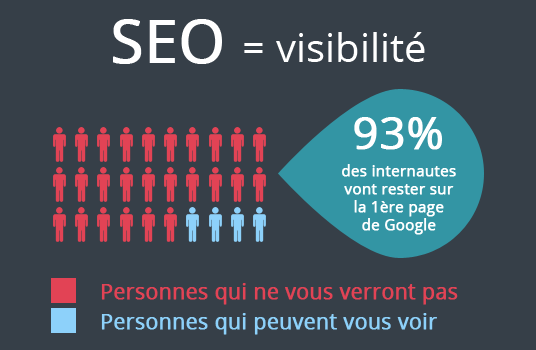 SEO = visibilité
93%
des internautes
vont rester sur
la 1ère page
de Google
Personnes qui ne vous verront pas
Personnes qui peuvent vous voir